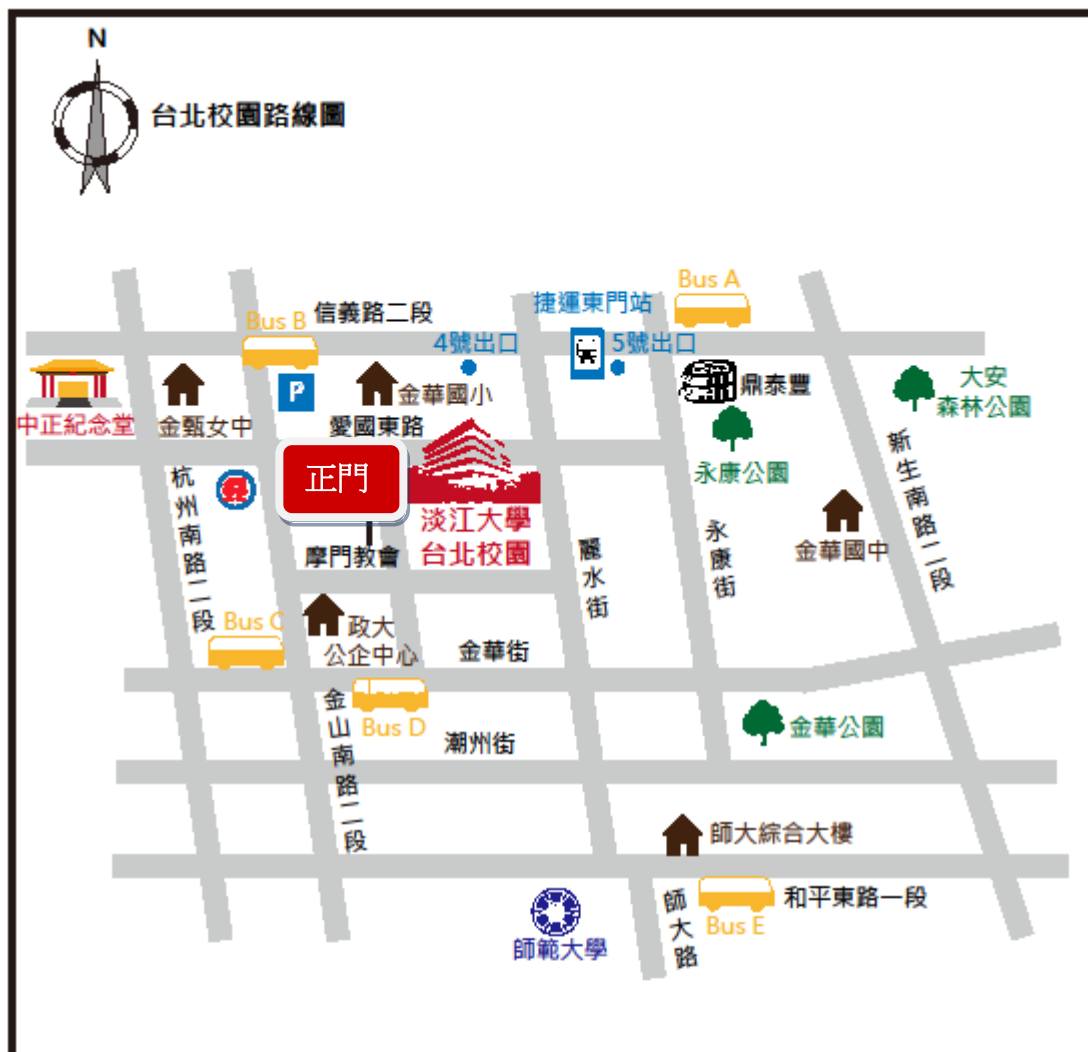 N
台北校園路線圖
Bus A
捷運東門站
信義路二段
Bus B
4號出口
5號出口
P
金華國小
鼎泰豐
大安
森林公園
中正紀念堂
金甄女中
愛國東路
永康公園
新生南路二段
正門
杭州南路二段
淡江大學
台北校園
摩門教會
麗水街
永康街
金華國中
Bus C
政大
公企中心
金華街
金山南路二段
Bus D
潮州街
金華公園
師大綜合大樓
師大路
Bus E
和平東路一段
師範大學